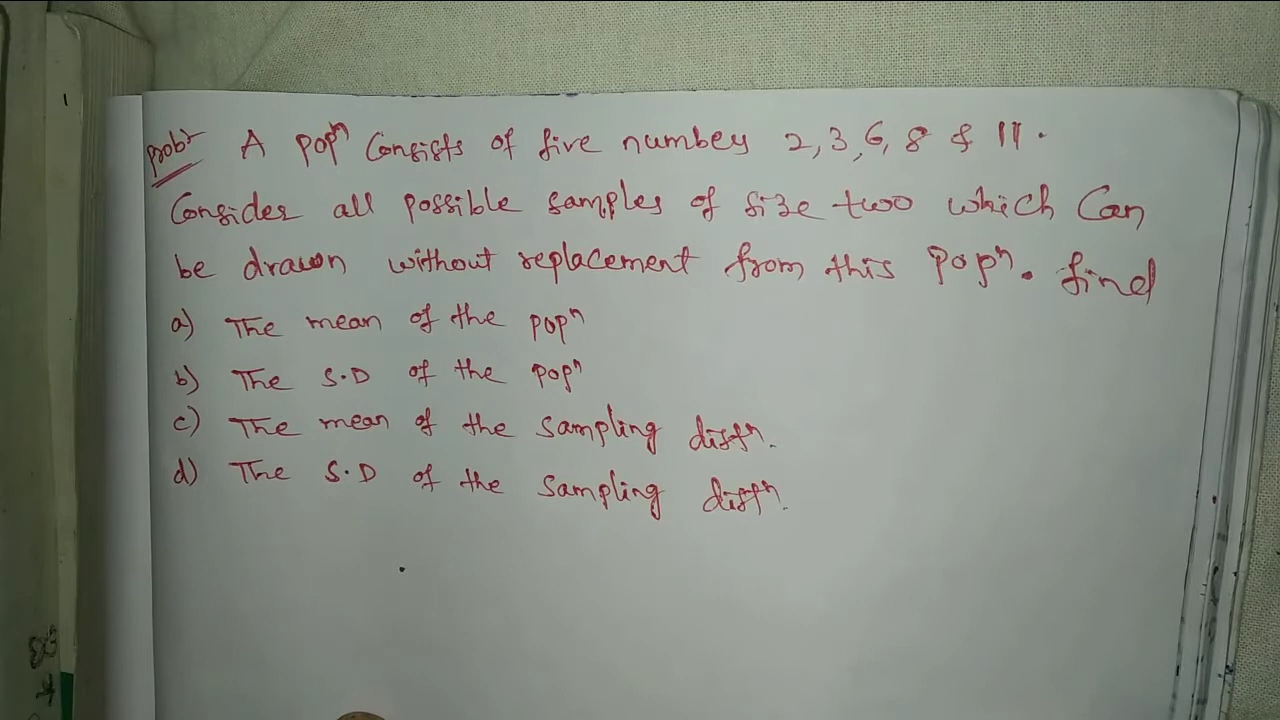 Prob:- A popⁿ Consists of five numbers 2,3,6, 8 & 11.
Consider all possible samples of size two which Can
be drawn without replacement from this popⁿ. find
a) The mean of the popⁿ
b) The S.D of the popⁿ
c) The mean of the sampling distⁿ.
d) The S.D of the sampling distⁿ.